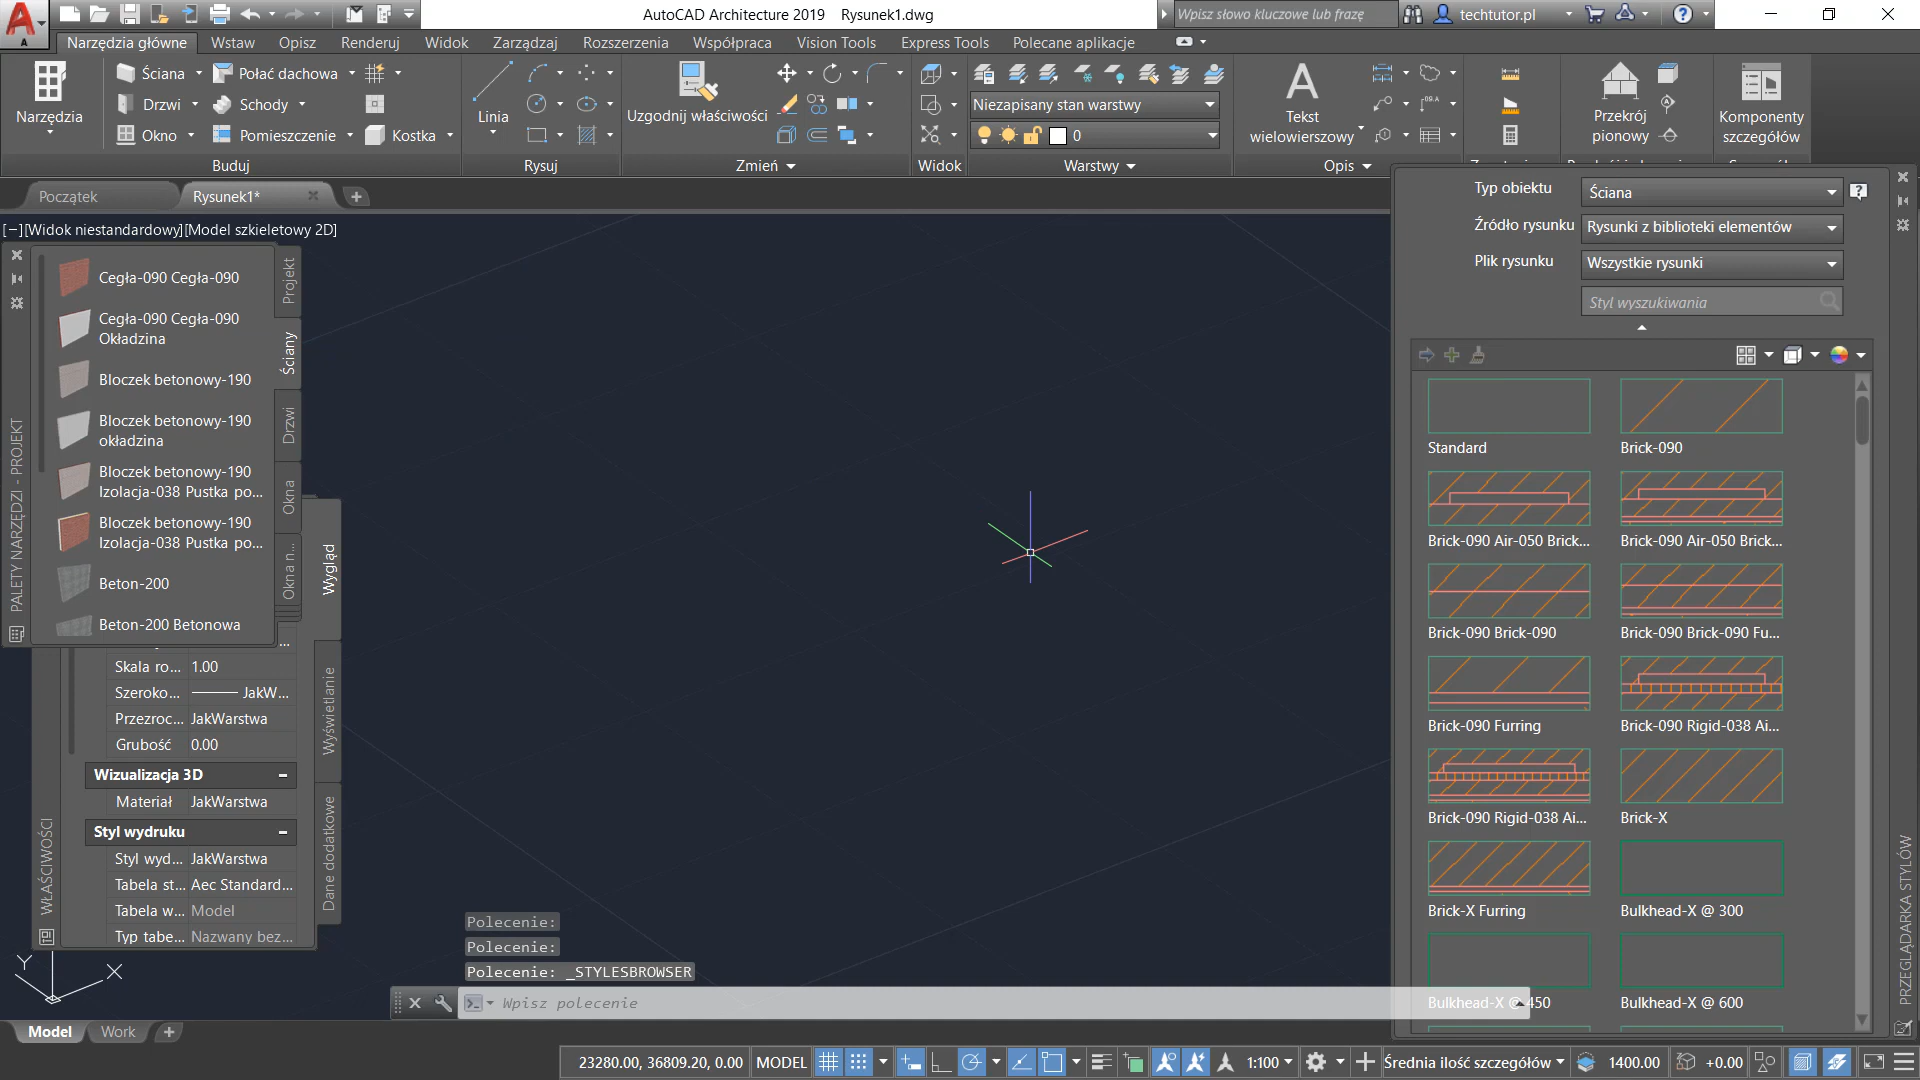 AutoCAD Architecture 2019 Rysunek1.dwg
Wpisz słowo kluczowe lub frazę
techtutor.pl
Narzędzia główne
Wstaw
Opisz
Renderuj
Widok
Zarządzaj
Rozszerzenia
Współpraca
Vision Tools
Express Tools
Polecane aplikacje
Narzędzia
Ściana
Połać dachowa
Drzwi
Schody
Okno
Pomieszczenie
Kostka
Buduj
Linia
Rysuj
Uzgodnij właściwości
Zmień
Widok
Niezapisany stan warstwy
0
Warstwy
Tekst
wielowierszowy
Opis
Przekrój
pionowy
Komponenty
szczegółów
Początek
Rysunek1*
[−][Widok niestandardowy][Model szkieletowy 2D]
Cegła-090 Cegła-090
Cegła-090 Cegła-090
Okładzina
Bloczek betonowy-190
Bloczek betonowy-190
okładzina
Bloczek betonowy-190
Izolacja-038 Pustka po...
Bloczek betonowy-190
Izolacja-038 Pustka po...
Beton-200
Beton-200 Betonowa
Projekt
Ściany
Drzwi
Okna
Okna n...
PALETY NARZĘDZI - PROJEKT
Skala ro... 1.00
Szeroko... JakW...
Przezroc... JakWarstwa
Grubość 0.00
Wizualizacja 3D
Materiał JakWarstwa
Styl wydruku
Styl wyd... JakWarstwa
Tabela st... Aec Standard...
Tabela w... Model
Typ tabe... Nazwany bez...
Wygląd
Wyświetlanie
Dane dodatkowe
WŁAŚCIWOŚCI
Y
X
Polecenie:
Polecenie:
Polecenie: _STYLESBROWSER
Wpisz polecenie
Typ obiektu Ściana
Źródło rysunku Rysunki z biblioteki elementów
Plik rysunku Wszystkie rysunki
Styl wyszukiwania
Standard
Brick-090
Brick-090 Air-050 Brick...
Brick-090 Air-050 Brick...
Brick-090 Brick-090
Brick-090 Brick-090 Fu...
Brick-090 Furring
Brick-090 Rigid-038 Ai...
Brick-090 Rigid-038 Ai...
Brick-X
Brick-X Furring
Bulkhead-X @ 300
Bulkhead-X @ 450
Bulkhead-X @ 600
PRZEGLĄDARKA STYLÓW
Model
Work
23280.00, 36809.20, 0.00
MODEL
1:100
Średnia ilość szczegółów
1400.00
+0.00